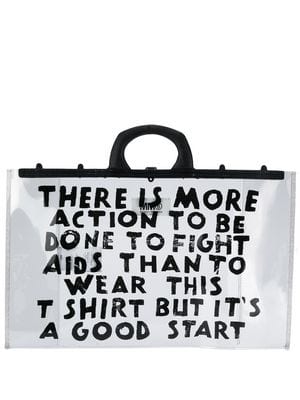 MM6
THERE IS MORE
ACTION TO BE
DONE TO FIGHT
AIDS THAN TO
WEAR THIS
T SHIRT BUT IT'S
A GOOD START